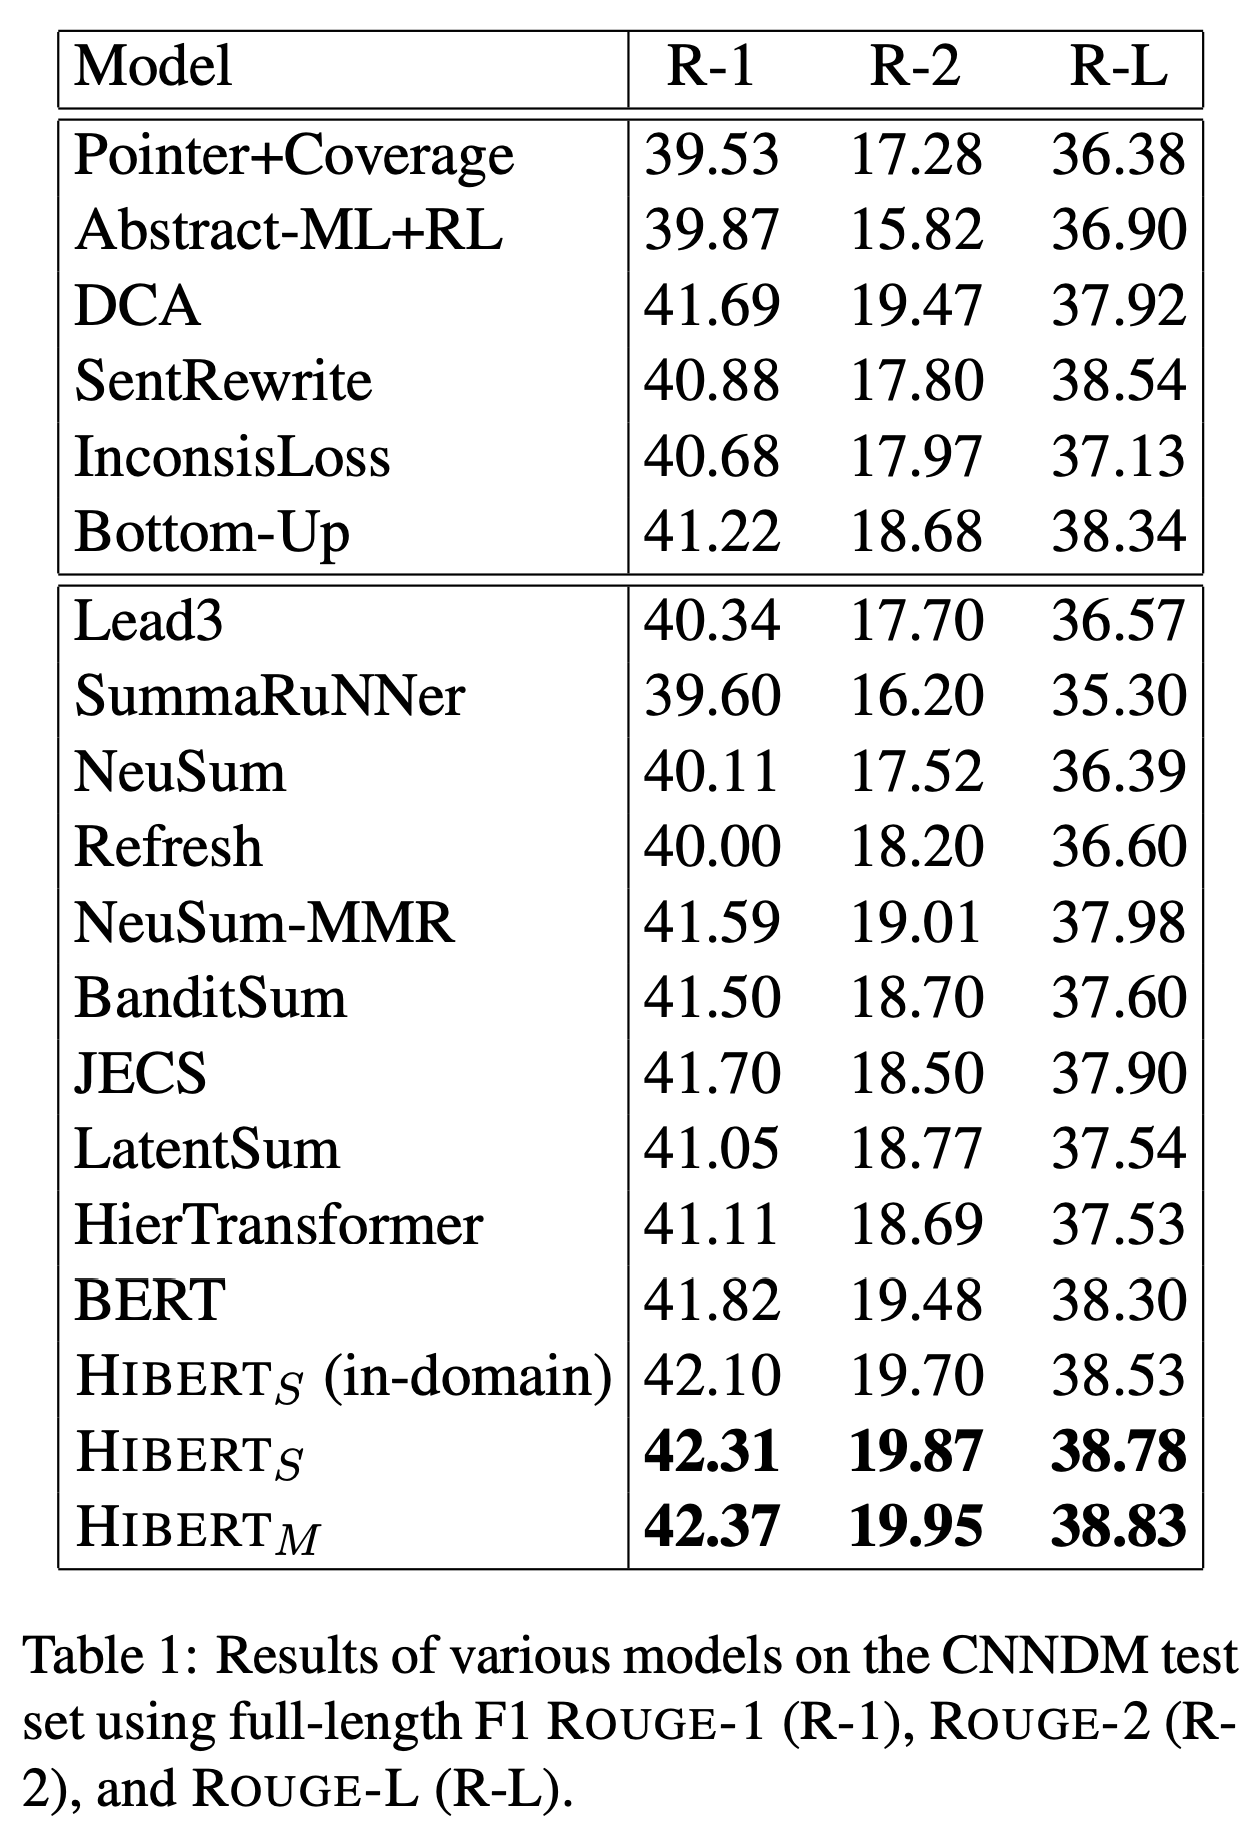 Model R-1 R-2 R-L
Pointer+Coverage 39.53 17.28 36.38
Abstract-ML+RL 39.87 15.82 36.90
DCA 41.69 19.47 37.92
SentRewrite 40.88 17.80 38.54
InconsisLoss 40.68 17.97 37.13
Bottom-Up 41.22 18.68 38.34
Lead3 40.34 17.70 36.57
SummaRuNNer 39.60 16.20 35.30
NeuSum 40.11 17.52 36.39
Refresh 40.00 18.20 36.60
NeuSum-MMR 41.59 19.01 37.98
BanditSum 41.50 18.70 37.60
JECS 41.70 18.50 37.90
LatentSum 41.05 18.77 37.54
HierTransformer 41.11 18.69 37.53
BERT 41.82 19.48 38.30
HIBERT_S (in-domain) 42.10 19.70 38.53
HIBERT_S 42.31 19.87 38.78
HIBERT_M 42.37 19.95 38.83
Table 1: Results of various models on the CNNDM test
set using full-length F1 ROUGE-1 (R-1), ROUGE-2 (R-
2), and ROUGE-L (R-L).